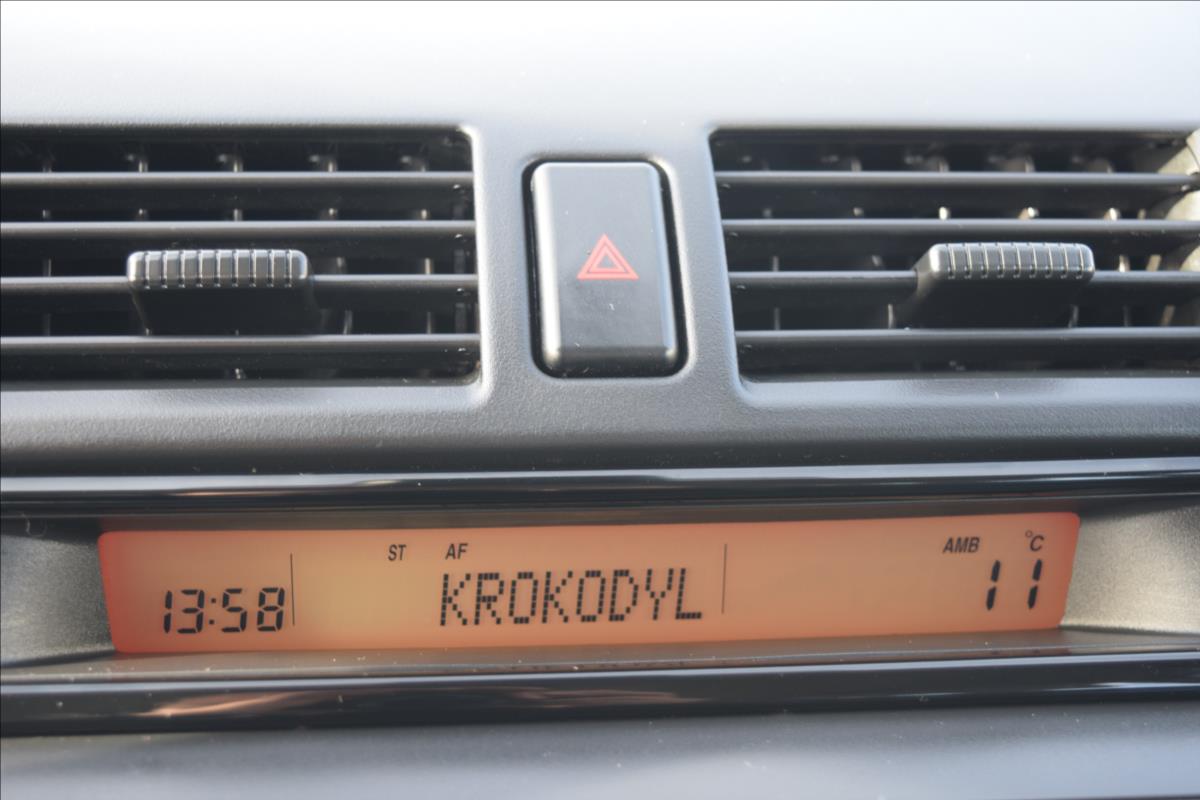 ST AF AMB °C
13:58 KROKODYL 11